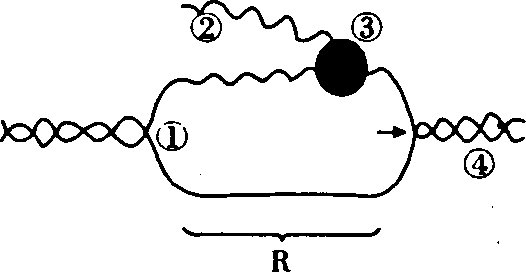 ② ③
①
④
R